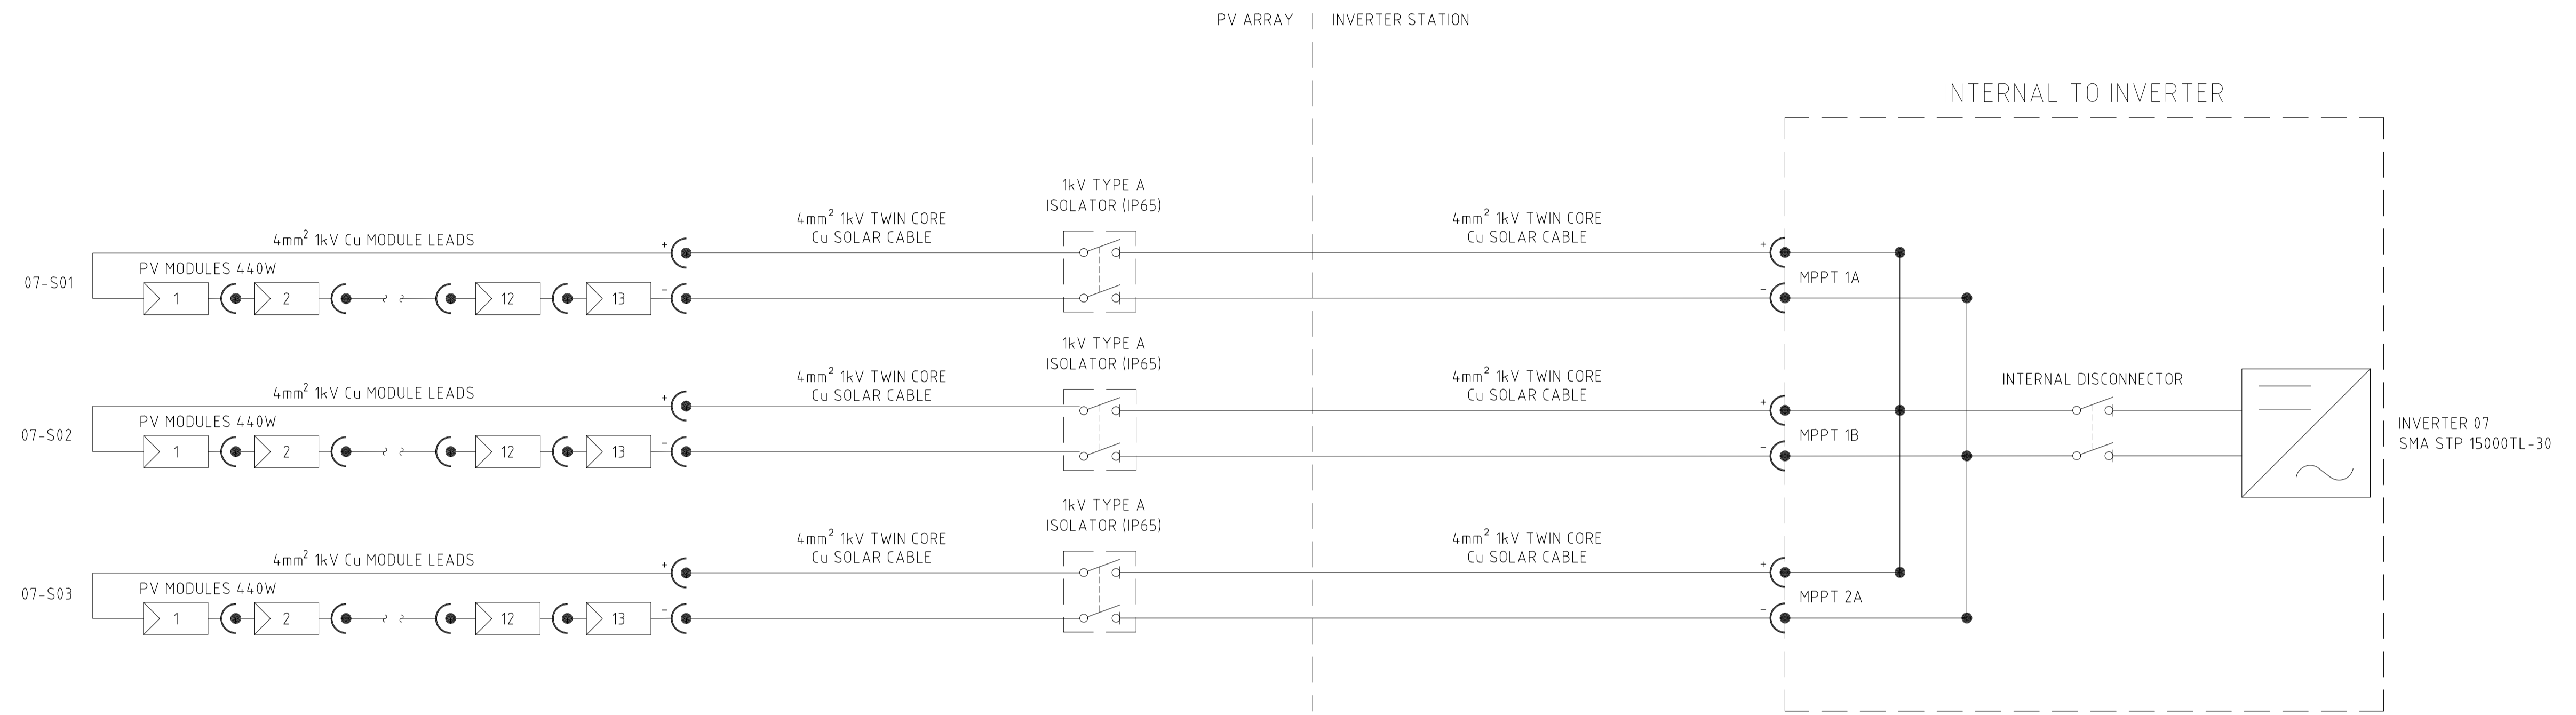 PV ARRAY INVERTER STATION
INTERNAL TO INVERTER
1kV TYPE A
ISOLATOR (IP65)
4mm² 1kV TWIN CORE
Cu SOLAR CABLE
4mm² 1kV TWIN CORE
Cu SOLAR CABLE
4mm² 1kV Cu MODULE LEADS
+
+
PV MODULES 440W
MPPT 1A
07-S01
1
2
12
13
-
-
1kV TYPE A
ISOLATOR (IP65)
4mm² 1kV TWIN CORE
Cu SOLAR CABLE
4mm² 1kV TWIN CORE
Cu SOLAR CABLE
INTERNAL DISCONNECTOR
4mm² 1kV Cu MODULE LEADS
+
+
PV MODULES 440W
INVERTER 07
SMA STP 15000TL-30
07-S02
MPPT 1B
1
2
12
13
-
-
1kV TYPE A
ISOLATOR (IP65)
4mm² 1kV TWIN CORE
Cu SOLAR CABLE
4mm² 1kV TWIN CORE
Cu SOLAR CABLE
4mm² 1kV Cu MODULE LEADS
+
+
PV MODULES 440W
07-S03
MPPT 2A
1
2
12
13
-
-